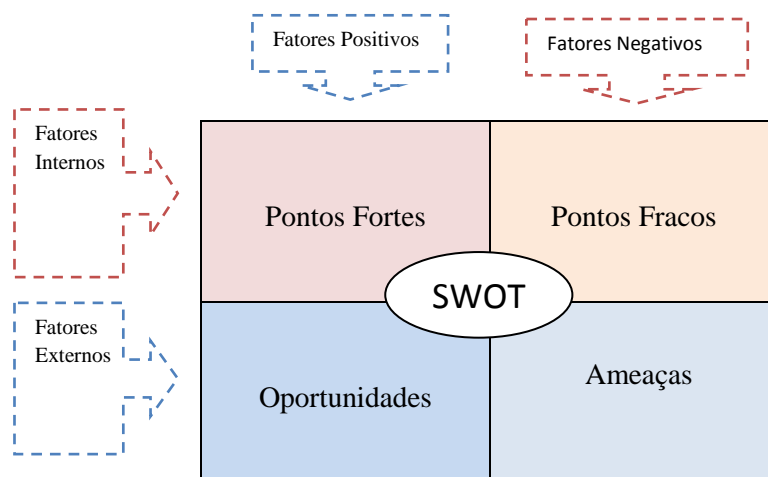 Fatores Positivos
Fatores Negativos
Fatores
Internos
Pontos Fortes
Pontos Fracos
SWOT
Fatores
Externos
Oportunidades
Ameaças